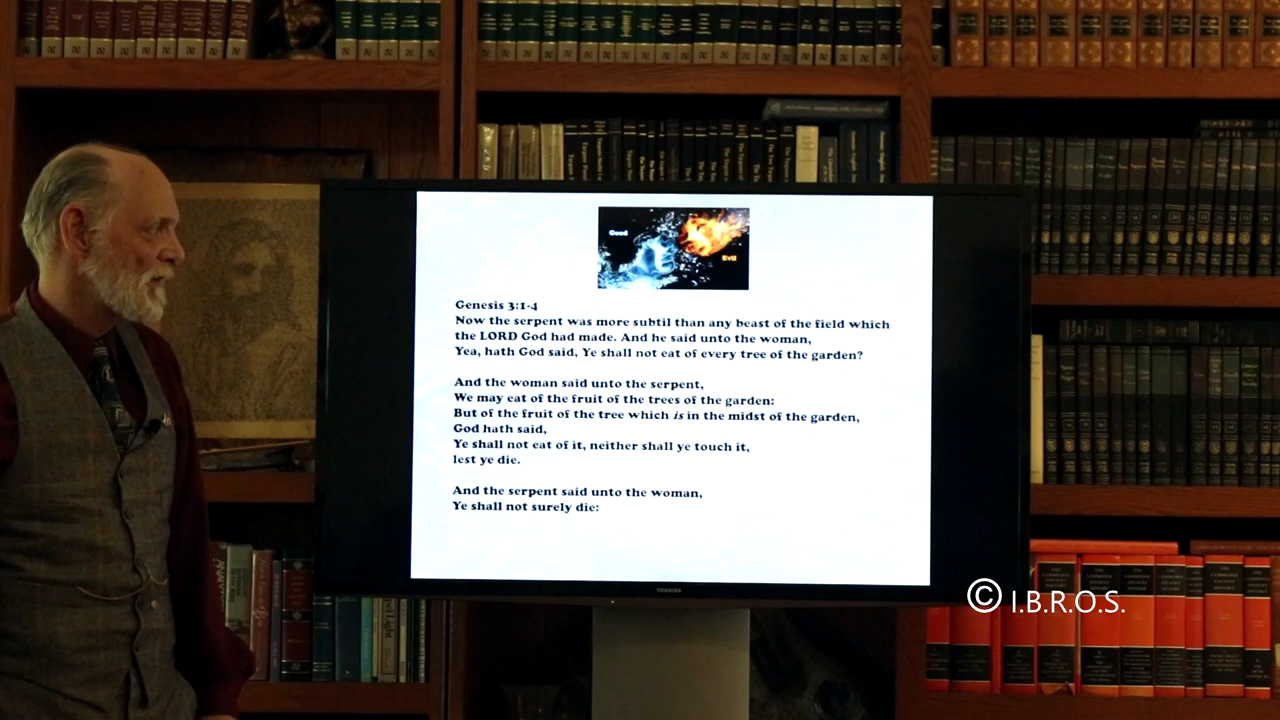 Good
Evil
Genesis 3:1-4
Now the serpent was more subtil than any beast of the field which
the LORD God had made. And he said unto the woman,
Yea, hath God said, Ye shall not eat of every tree of the garden?
And the woman said unto the serpent,
We may eat of the fruit of the trees of the garden:
But of the fruit of the tree which is in the midst of the garden,
God hath said,
Ye shall not eat of it, neither shall ye touch it,
lest ye die.
And the serpent said unto the woman,
Ye shall not surely die:
TOSHIBA
© I.B.R.O.S.